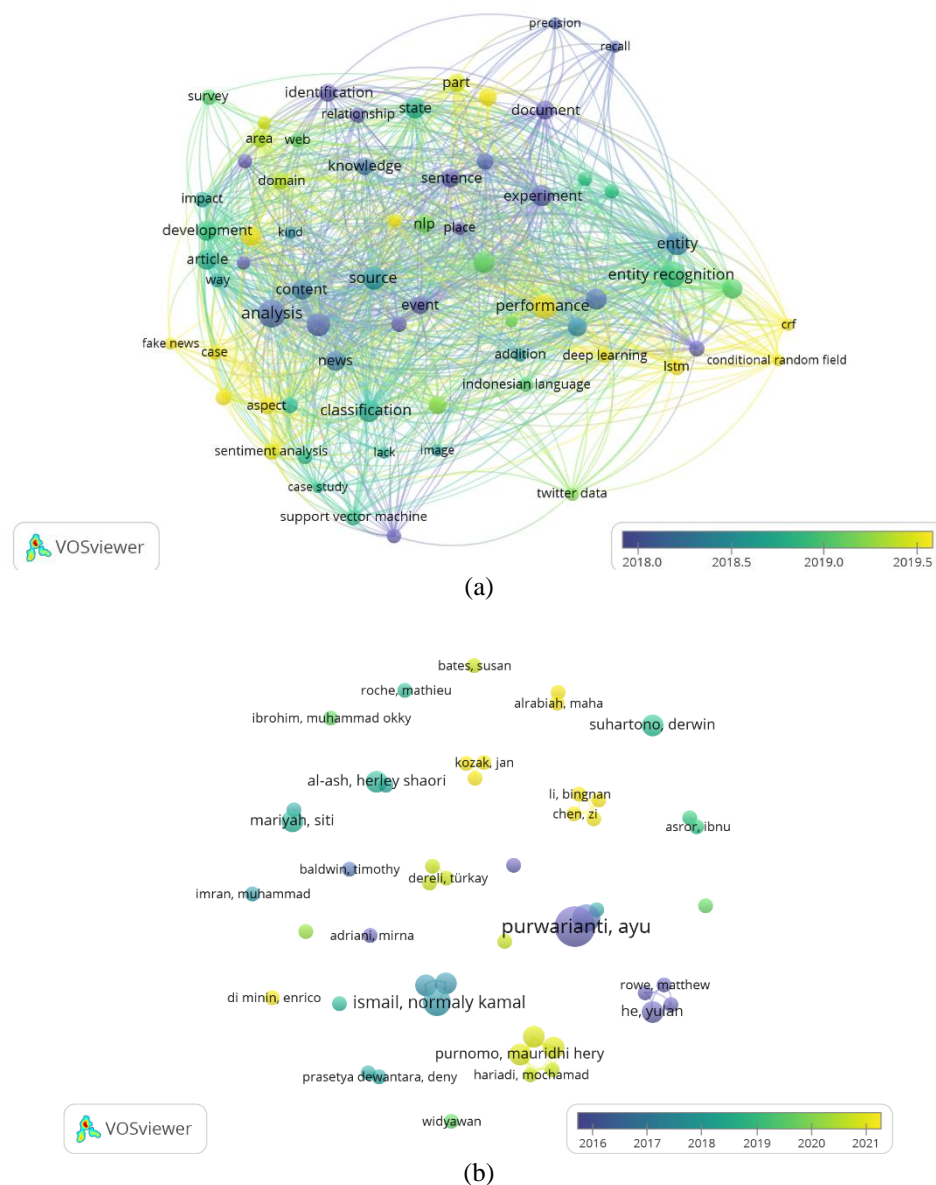 precision
recall
part
identification
survey
document
relationship
state
area
web
knowledge
sentence
domain
experiment
impact
nlp
place
development
kind
entity
article
way
source
entity recognition
content
event
performance
analysis
crf
fake news
case
news
addition
deep learning
lstm
conditional random field
indonesian language
aspect
classification
sentiment analysis
lack
image
case study
twitter data
support vector machine
VOSviewer
2018.0 2018.5 2019.0 2019.5
(a)
bates, susan
roche, mathieu
alrabiah, maha
ibrohim, muhammad okky
suhartono, derwin
kozak, jan
al-ash, herley shaori
li, bingnan
chen, zi
mariyah, siti
asror, ibnu
baldwin, timothy
dereli, türkay
imran, muhammad
purwarianti, ayu
adriani, mirna
rowe, matthew
di minin, enrico
ismail, normaly kamal
he, yulan
purnomo, mauridhi hery
prasetya dewantara, deny
hariadi, mochamad
widyawan
VOSviewer
2016 2017 2018 2019 2020 2021
(b)